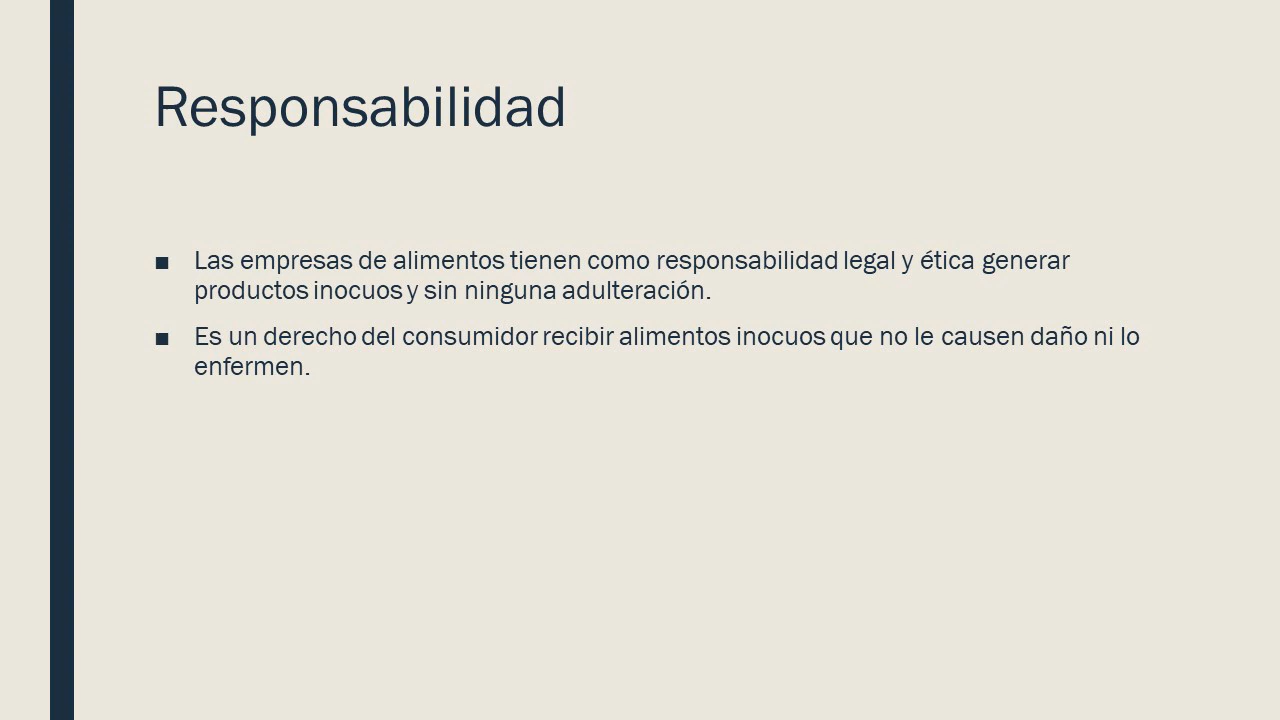 Responsabilidad
■ Las empresas de alimentos tienen como responsabilidad legal y ética generar
productos inocuos y sin ninguna adulteración.
■ Es un derecho del consumidor recibir alimentos inocuos que no le causen daño ni lo
enfermen.